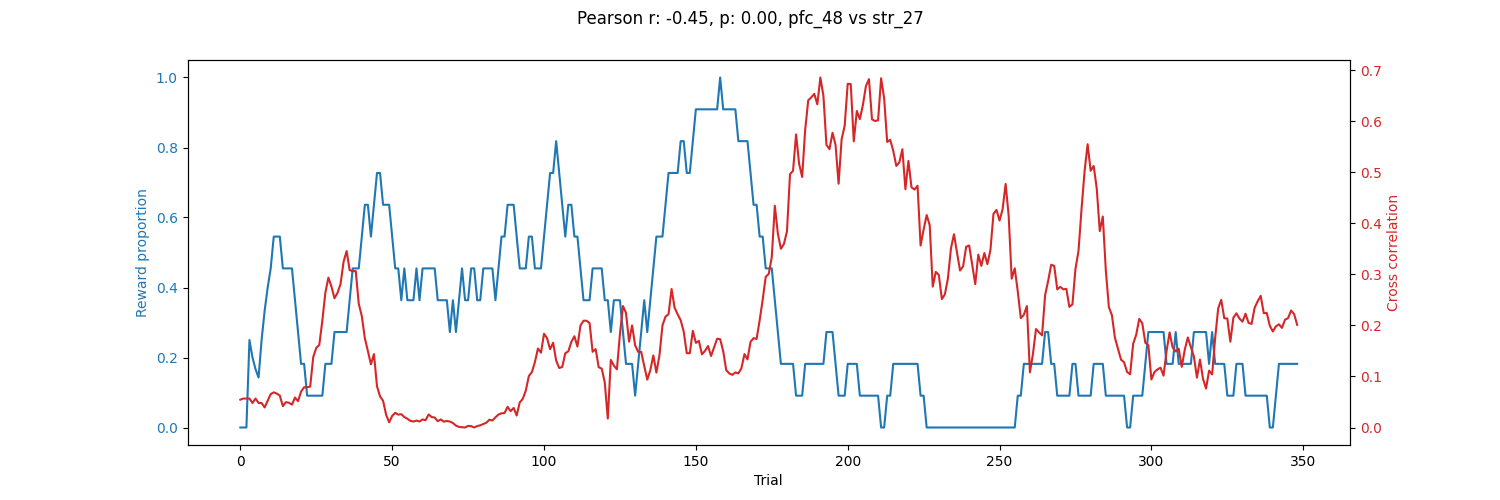 Pearson r: -0.45, p: 0.00, pfc_48 vs str_27
1.0
0.8
0.6
0.4
0.2
0.0
Reward proportion
0.7
0.6
0.5
0.4
0.3
0.2
0.1
0.0
Cross correlation
0 50 100 150 200 250 300 350
Trial